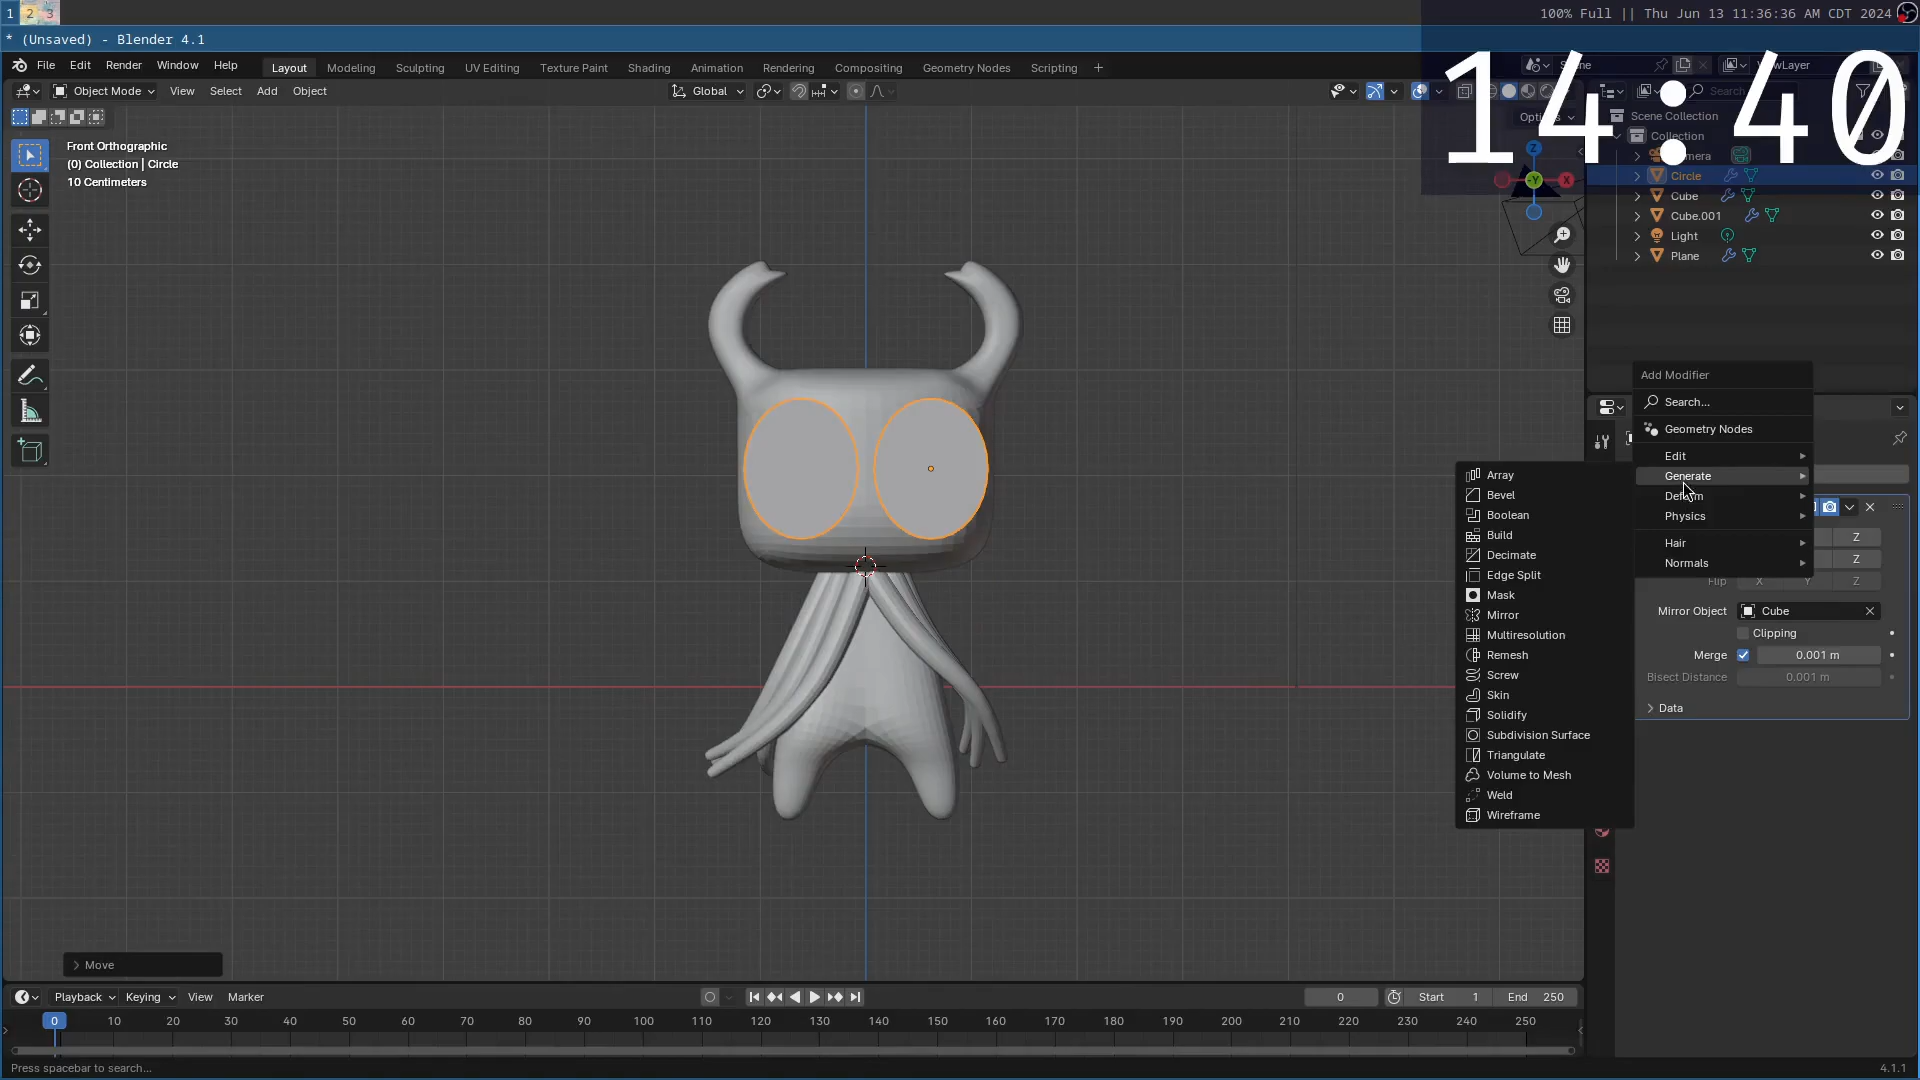 1 2 3
100% Full || Thu Jun 13 11:36:36 AM CDT 2024
* (Unsaved) - Blender 4.1
14:40
File Edit Render Window Help
Layout Modeling Sculpting UV Editing Texture Paint Shading Animation Rendering Compositing Geometry Nodes Scripting +
Scene ViewLayer
Object Mode View Select Add Object
Global
Search
Scene Collection
Collection
Circle
Cube
Cube.001
Light
Plane
Front Orthographic
(0) Collection | Circle
10 Centimeters
Z
-Y X
Add Modifier
Search...
Geometry Nodes
Edit
Generate
Physics
Hair
Normals
Array
Bevel
Boolean
Build
Decimate
Edge Split
Mask
Mirror
Multiresolution
Remesh
Screw
Skin
Solidify
Subdivision Surface
Triangulate
Volume to Mesh
Weld
Wireframe
Z
Z
Flip X Y Z
Mirror Object Cube
Clipping
Merge 0.001 m
Bisect Distance 0.001 m
Data
Move
Playback Keying View Marker
0 Start 1 End 250
0 10 20 30 40 50 60 70 80 90 100 110 120 130 140 150 160 170 180 190 200 210 220 230 240 250
Press spacebar to search...
4.1.1